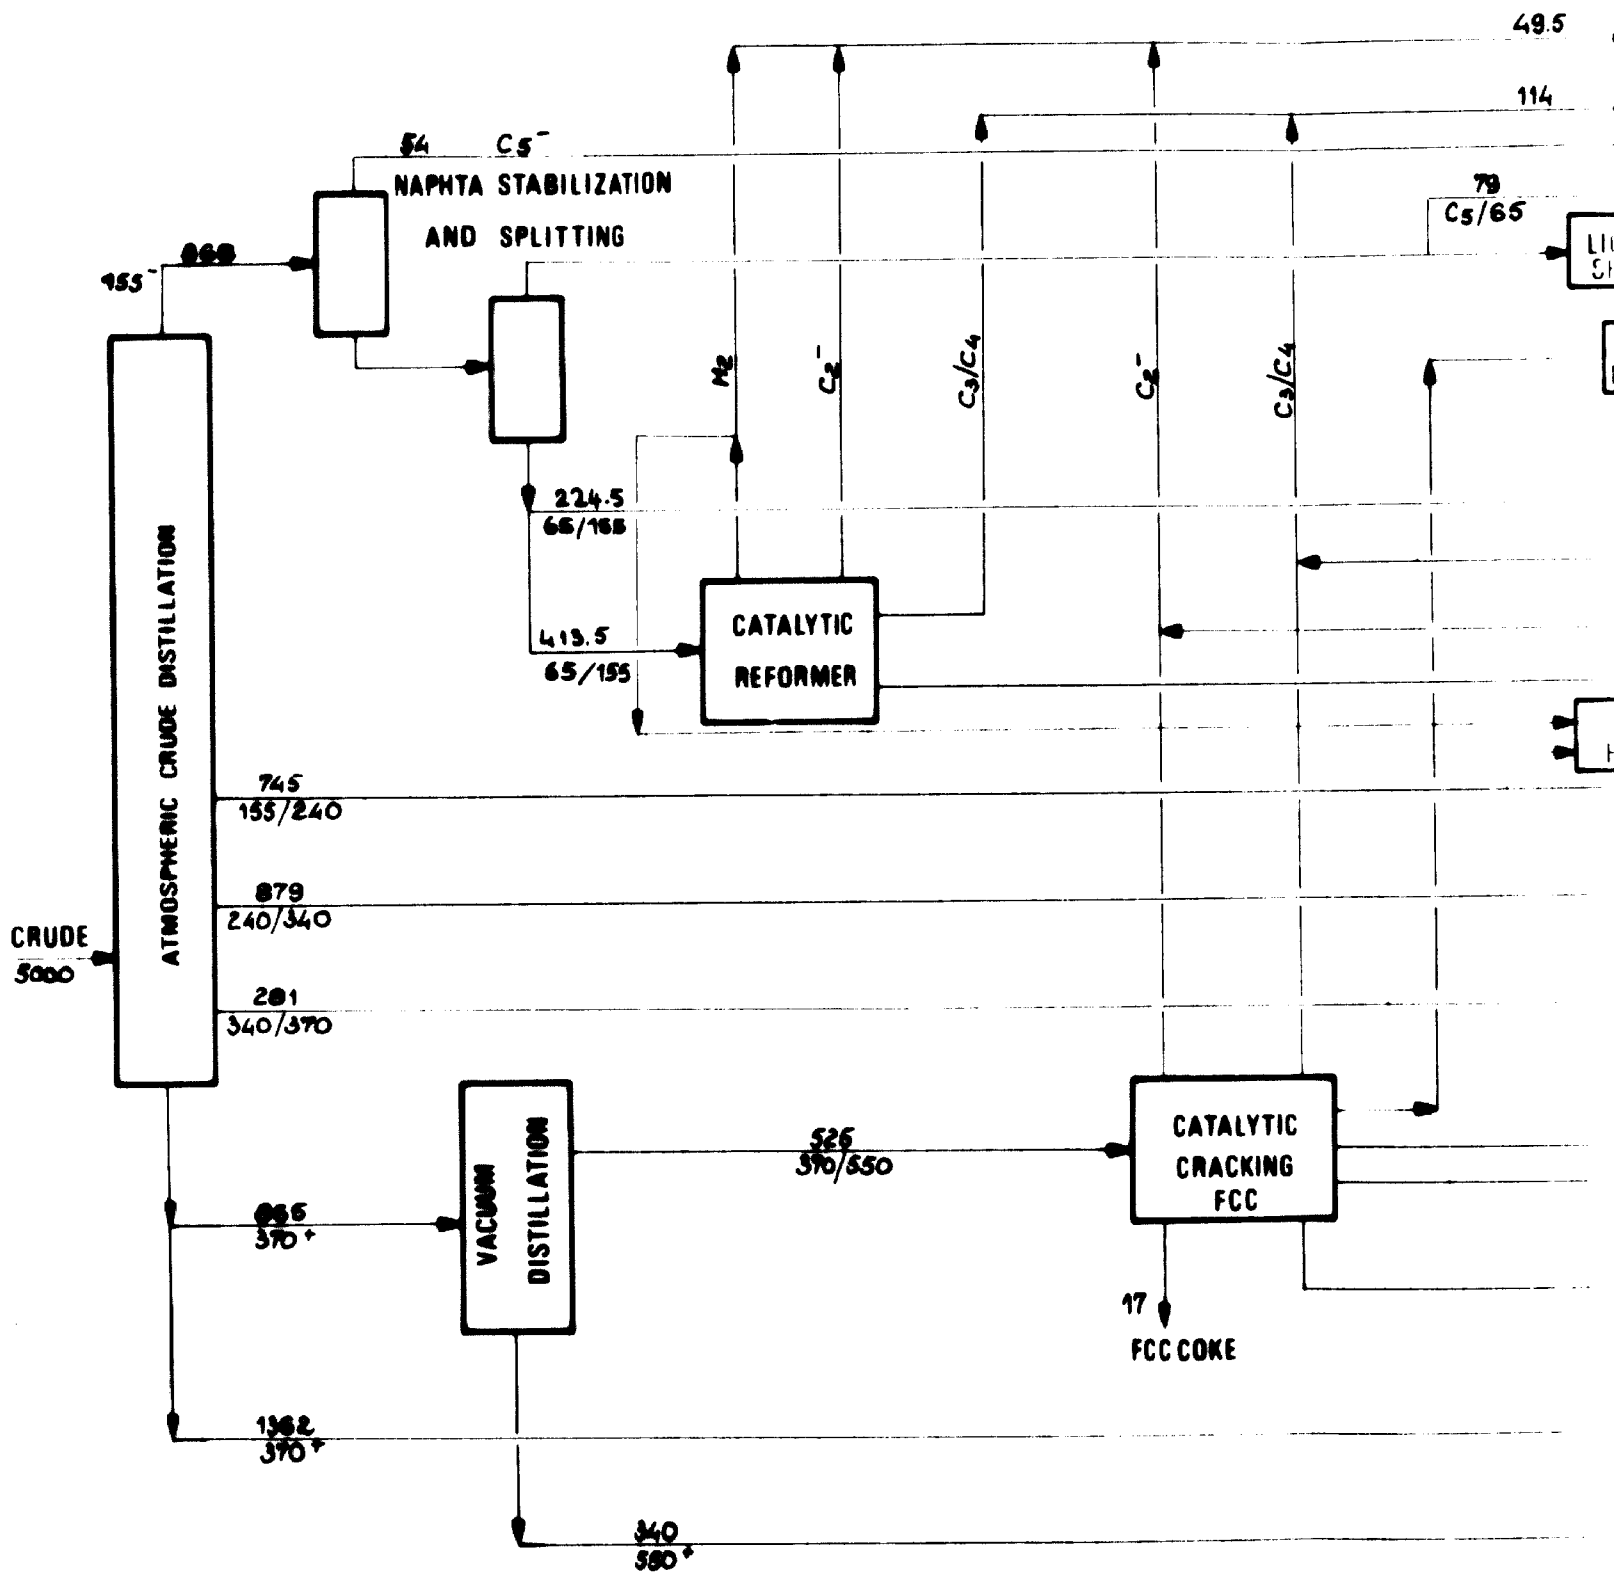 49.5
114
54 C5⁻
NAPHTA STABILIZATION
AND SPLITTING
79
C5/65
155⁻
H2
C2⁻
C3/C4
C2⁻
C3/C4
224.5
65/155
413.5
65/155
CATALYTIC
REFORMER
ATMOSPHERIC CRUDE DISTILLATION
745
155/240
879
240/340
CRUDE
5000
281
340/370
VACUUM
DISTILLATION
526
370/550
CATALYTIC
CRACKING
FCC
370⁺
17
FCC COKE
1362
370⁺
340
550⁺